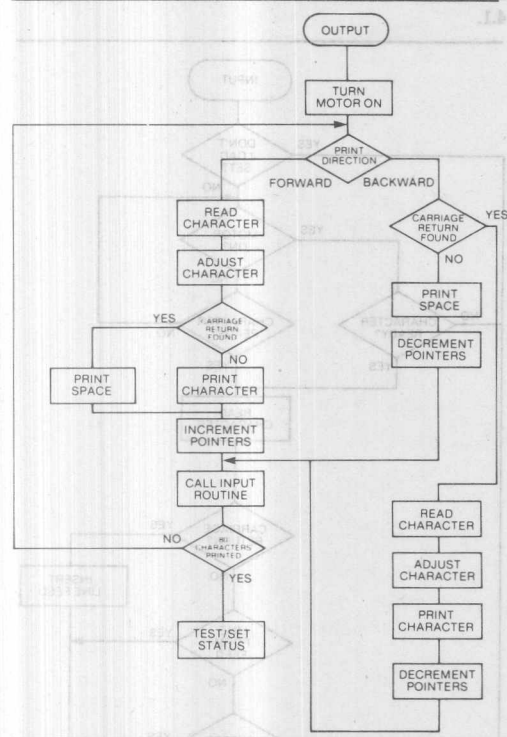 4.1.
OUTPUT
TURN
MOTOR ON
PRINT
DIRECTION
FORWARD
BACKWARD
READ
CHARACTER
ADJUST
CHARACTER
YES
CARRIAGE
RETURN
FOUND
NO
PRINT
SPACE
PRINT
CHARACTER
INCREMENT
POINTERS
CALL INPUT
ROUTINE
NO
80
CHARACTERS
PRINTED
YES
TEST/SET
STATUS
CARRIAGE
RETURN
FOUND
YES
NO
PRINT
SPACE
DECREMENT
POINTERS
READ
CHARACTER
ADJUST
CHARACTER
PRINT
CHARACTER
DECREMENT
POINTERS